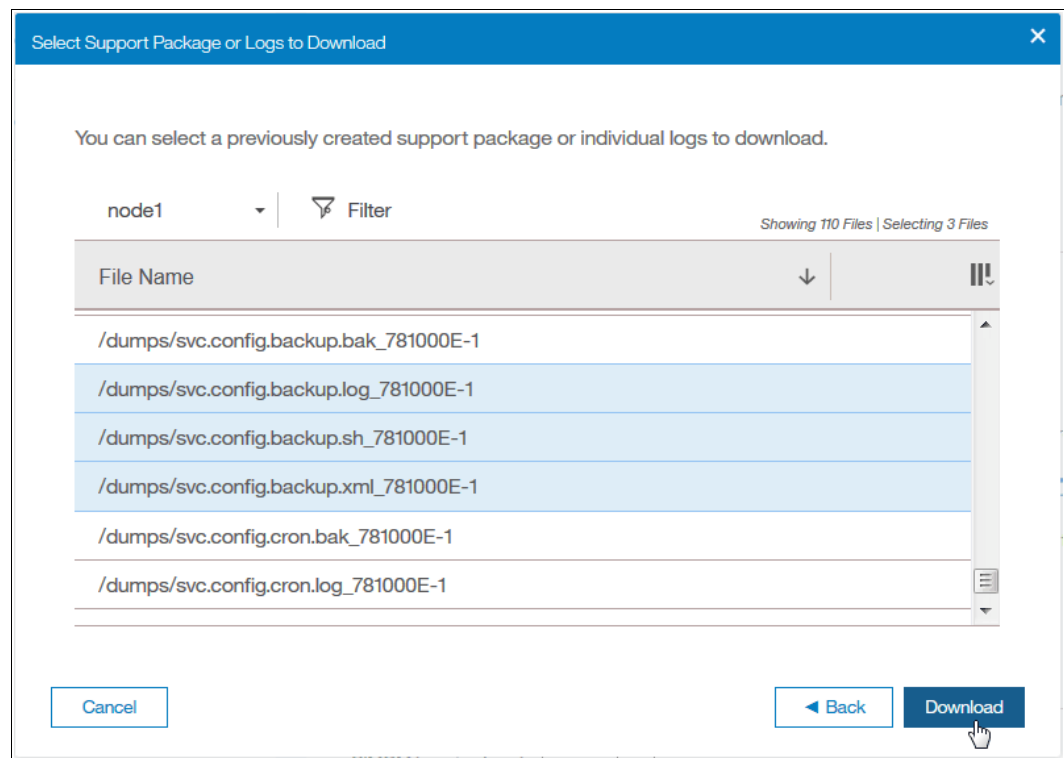 Select Support Package or Logs to Download
You can select a previously created support package or individual logs to download.
node1 Filter
Showing 110 Files | Selecting 3 Files
File Name
/dumps/svc.config.backup.bak_781000E-1
/dumps/svc.config.backup.log_781000E-1
/dumps/svc.config.backup.sh_781000E-1
/dumps/svc.config.backup.xml_781000E-1
/dumps/svc.config.cron.bak_781000E-1
/dumps/svc.config.cron.log_781000E-1
Cancel Back Download